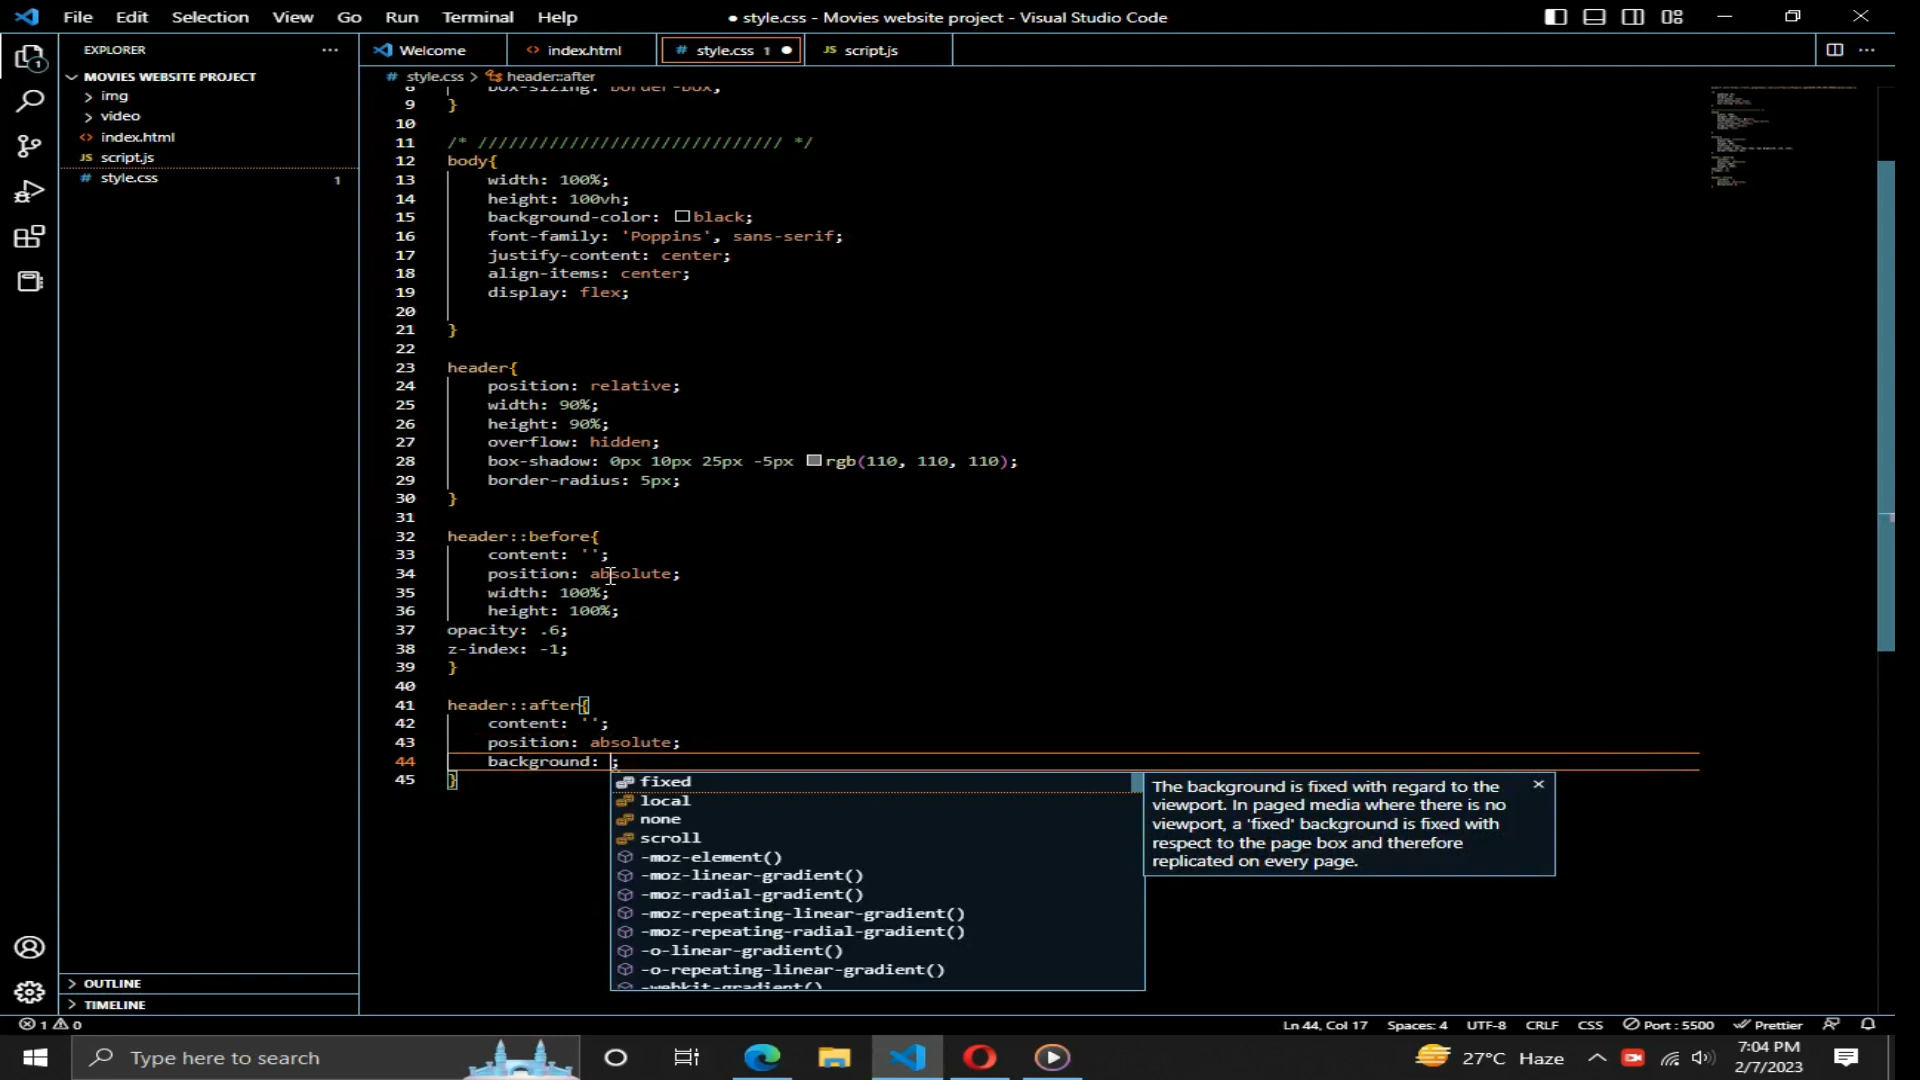 File Edit Selection View Go Run Terminal Help
● style.css - Movies website project - Visual Studio Code
EXPLORER
Welcome
<> index.html
# style.css 1
JS script.js
MOVIES WEBSITE PROJECT
img
video
<> index.html
JS script.js
# style.css 1
# style.css > header::after
8 box-sizing: border-box;
9 }
10
11 /* ////////////////////////////// */
12 body{
13 width: 100%;
14 height: 100vh;
15 background-color: black;
16 font-family: 'Poppins', sans-serif;
17 justify-content: center;
18 align-items: center;
19 display: flex;
20
21 }
22
23 header{
24 position: relative;
25 width: 90%;
26 height: 90%;
27 overflow: hidden;
28 box-shadow: 0px 10px 25px -5px rgb(110, 110, 110);
29 border-radius: 5px;
30 }
31
32 header::before{
33 content: '';
34 position: absolute;
35 width: 100%;
36 height: 100%;
37 opacity: .6;
38 z-index: -1;
39 }
40
41 header::after{
42 content: '';
43 position: absolute;
44 background: ;
45 }
fixed
local
none
scroll
-moz-element()
-moz-linear-gradient()
-moz-radial-gradient()
-moz-repeating-linear-gradient()
-moz-repeating-radial-gradient()
-o-linear-gradient()
-o-repeating-linear-gradient()
-webkit-gradient()
The background is fixed with regard to the
viewport. In paged media where there is no
viewport, a 'fixed' background is fixed with
respect to the page box and therefore
replicated on every page.
OUTLINE
TIMELINE
1 0
Ln 44, Col 17 Spaces: 4 UTF-8 CRLF CSS Port : 5500 Prettier
Type here to search
27°C Haze
7:04 PM
2/7/2023